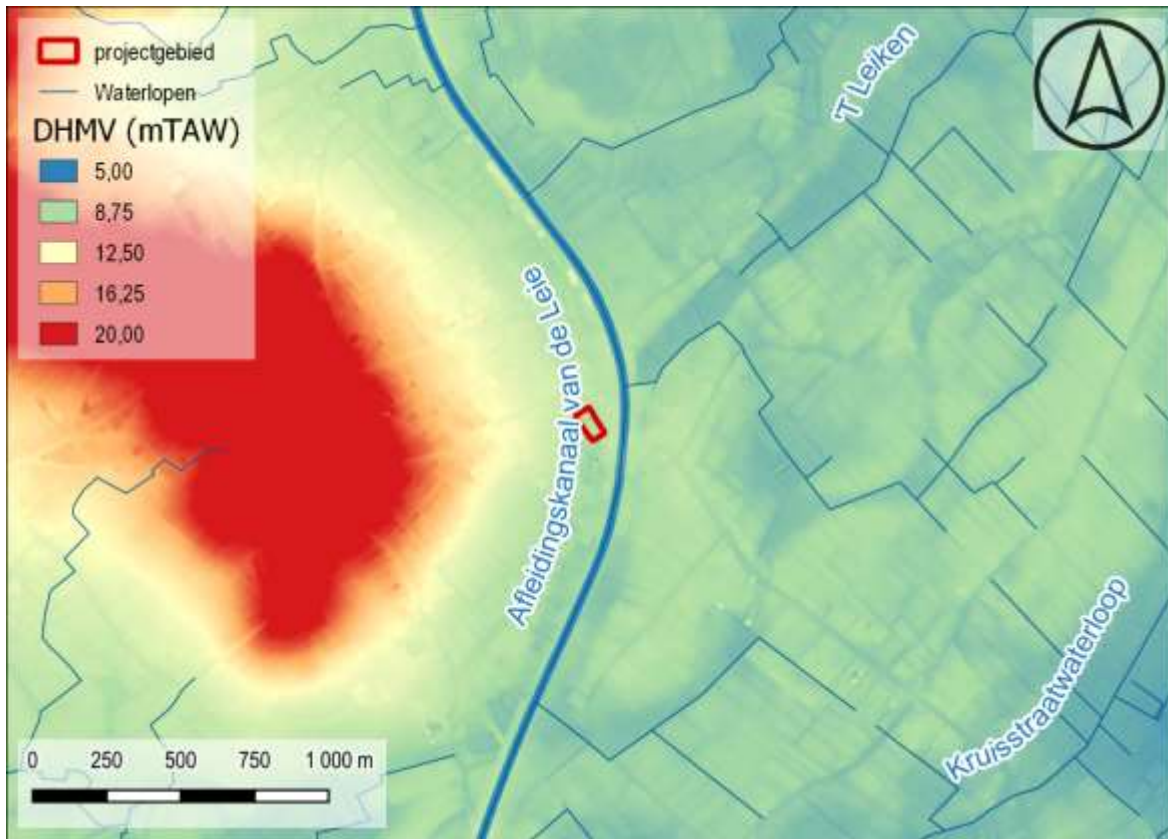 projectgebied
Waterlopen
DHMV (mTAW)
5,00
8,75
12,50
16,25
20,00
'T Leiken
Afleidingskanaal van de Leie
Kruisstraatwaterloop
0 250 500 750 1 000 m